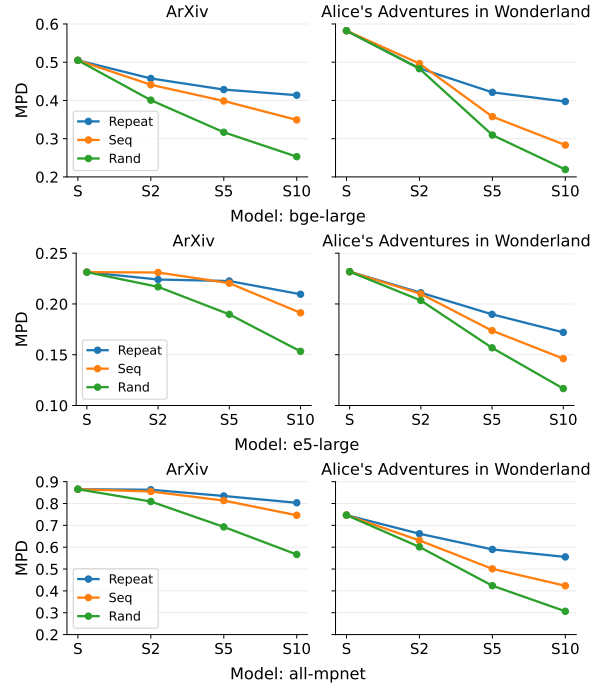 ArXiv
Alice's Adventures in Wonderland
0.6
0.5
0.4
0.3
0.2
MPD
Repeat
Seq
Rand
S S2 S5 S10
S S2 S5 S10
Model: bge-large
ArXiv
Alice's Adventures in Wonderland
0.25
0.20
0.15
0.10
MPD
Repeat
Seq
Rand
S S2 S5 S10
S S2 S5 S10
Model: e5-large
ArXiv
Alice's Adventures in Wonderland
0.9
0.8
0.7
0.6
0.5
0.4
0.3
0.2
MPD
Repeat
Seq
Rand
S S2 S5 S10
S S2 S5 S10
Model: all-mpnet